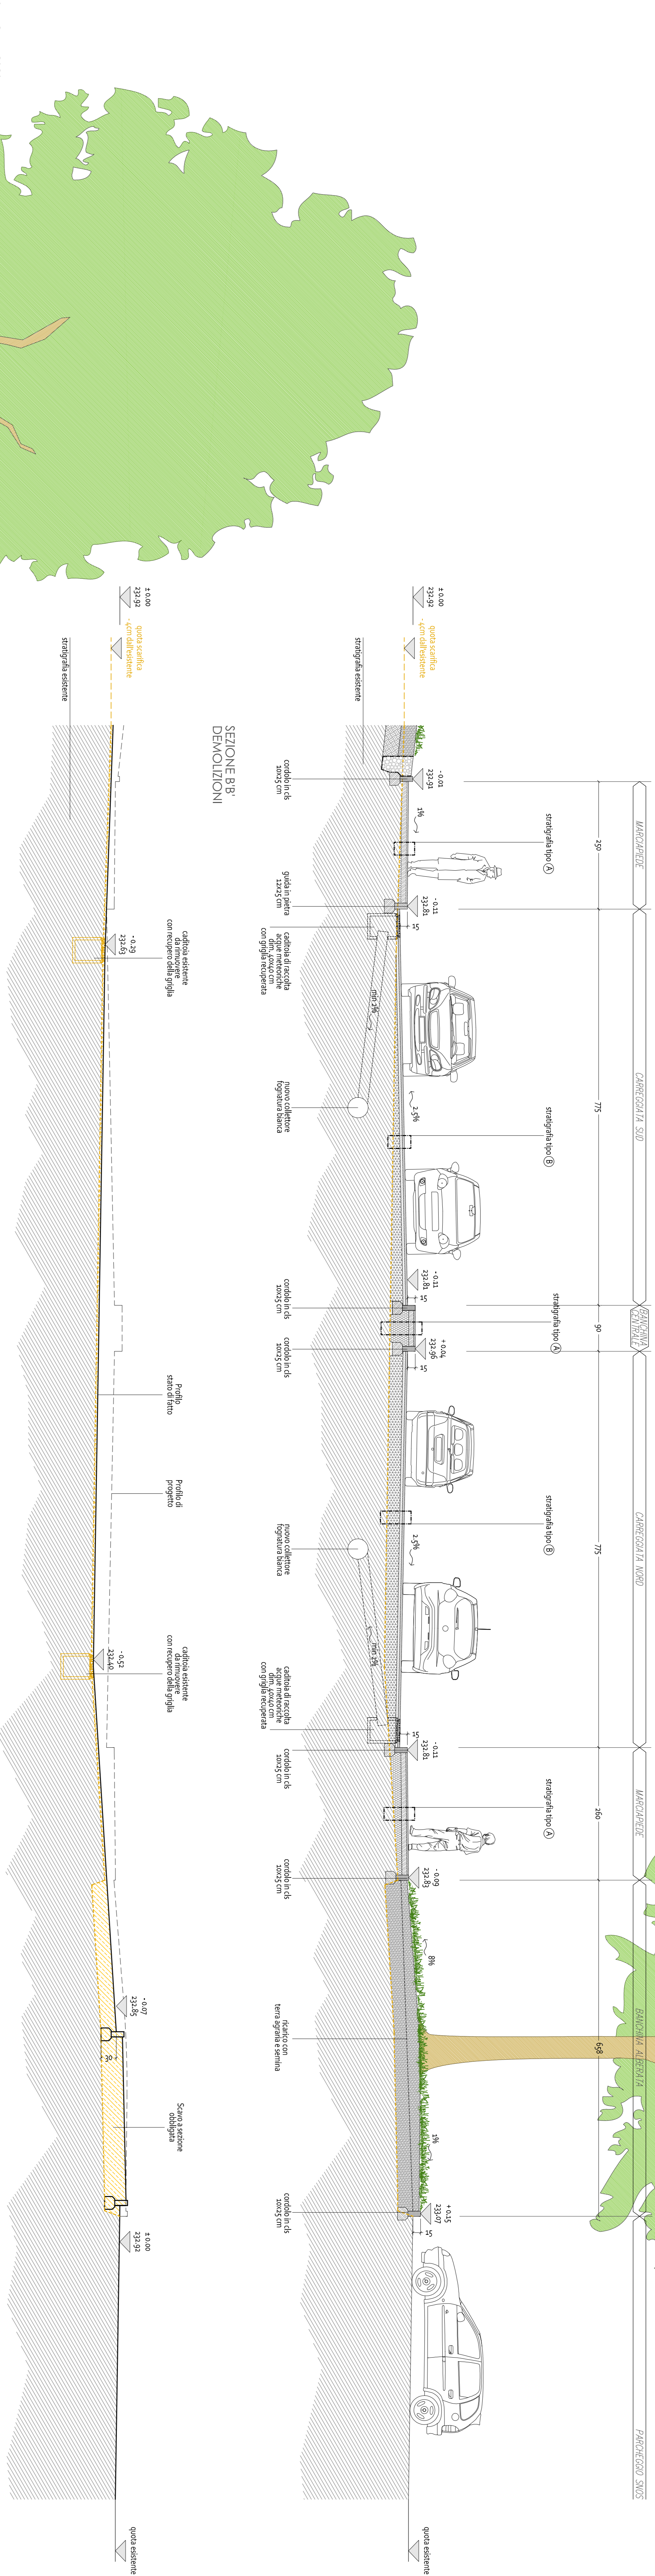 MARCIAPIEDE
CARREGGIATA SUD
BANCHINA
CENTRALE
CARREGGIATA NORD
MARCIAPIEDE
BANCHINA ALBERATA
PARCHEGGIO SNOS
250
775
90
775
260
658
stratigrafia tipo A
stratigrafia tipo B
stratigrafia tipo A
stratigrafia tipo B
stratigrafia tipo A
± 0.00
232.92
quota scarifica
- 4cm dall'esistente
- 0.01
232.91
1%
- 0.11
232.81
15
2.5%
- 0.11
232.81
15
+ 0.04
232.96
15
2.5%
15
- 0.11
232.81
- 0.09
232.83
8%
1%
+ 0.15
233.07
15
quota esistente
min 2%
min 2%
stratigrafia esistente
cordolo in cls
10x25 cm
guida in pietra
12x25 cm
caditoia di raccolta
acque meteoriche
dim. 40x40 cm
con griglia recuperata
nuovo collettore
fognatura bianca
cordolo in cls
10x25 cm
cordolo in cls
10x25 cm
nuovo collettore
fognatura bianca
caditoia di raccolta
acque meteoriche
dim. 40x40 cm
con griglia recuperata
cordolo in cls
10x25 cm
cordolo in cls
10x25 cm
ricarico con
terra agraria e semina
cordolo in cls
10x25 cm
SEZIONE B'B'
DEMOLIZIONI
± 0.00
232.92
quota scarifica
- 4cm dall'esistente
stratigrafia esistente
caditoia esistente
da rimuovere
con recupero della griglia
- 0.29
232.63
Profilo
stato di fatto
Profilo di
progetto
caditoia esistente
da rimuovere
con recupero della griglia
- 0.52
232.40
- 0.07
232.85
30
Scavo a sezione
obbligata
± 0.00
232.92
quota esistente